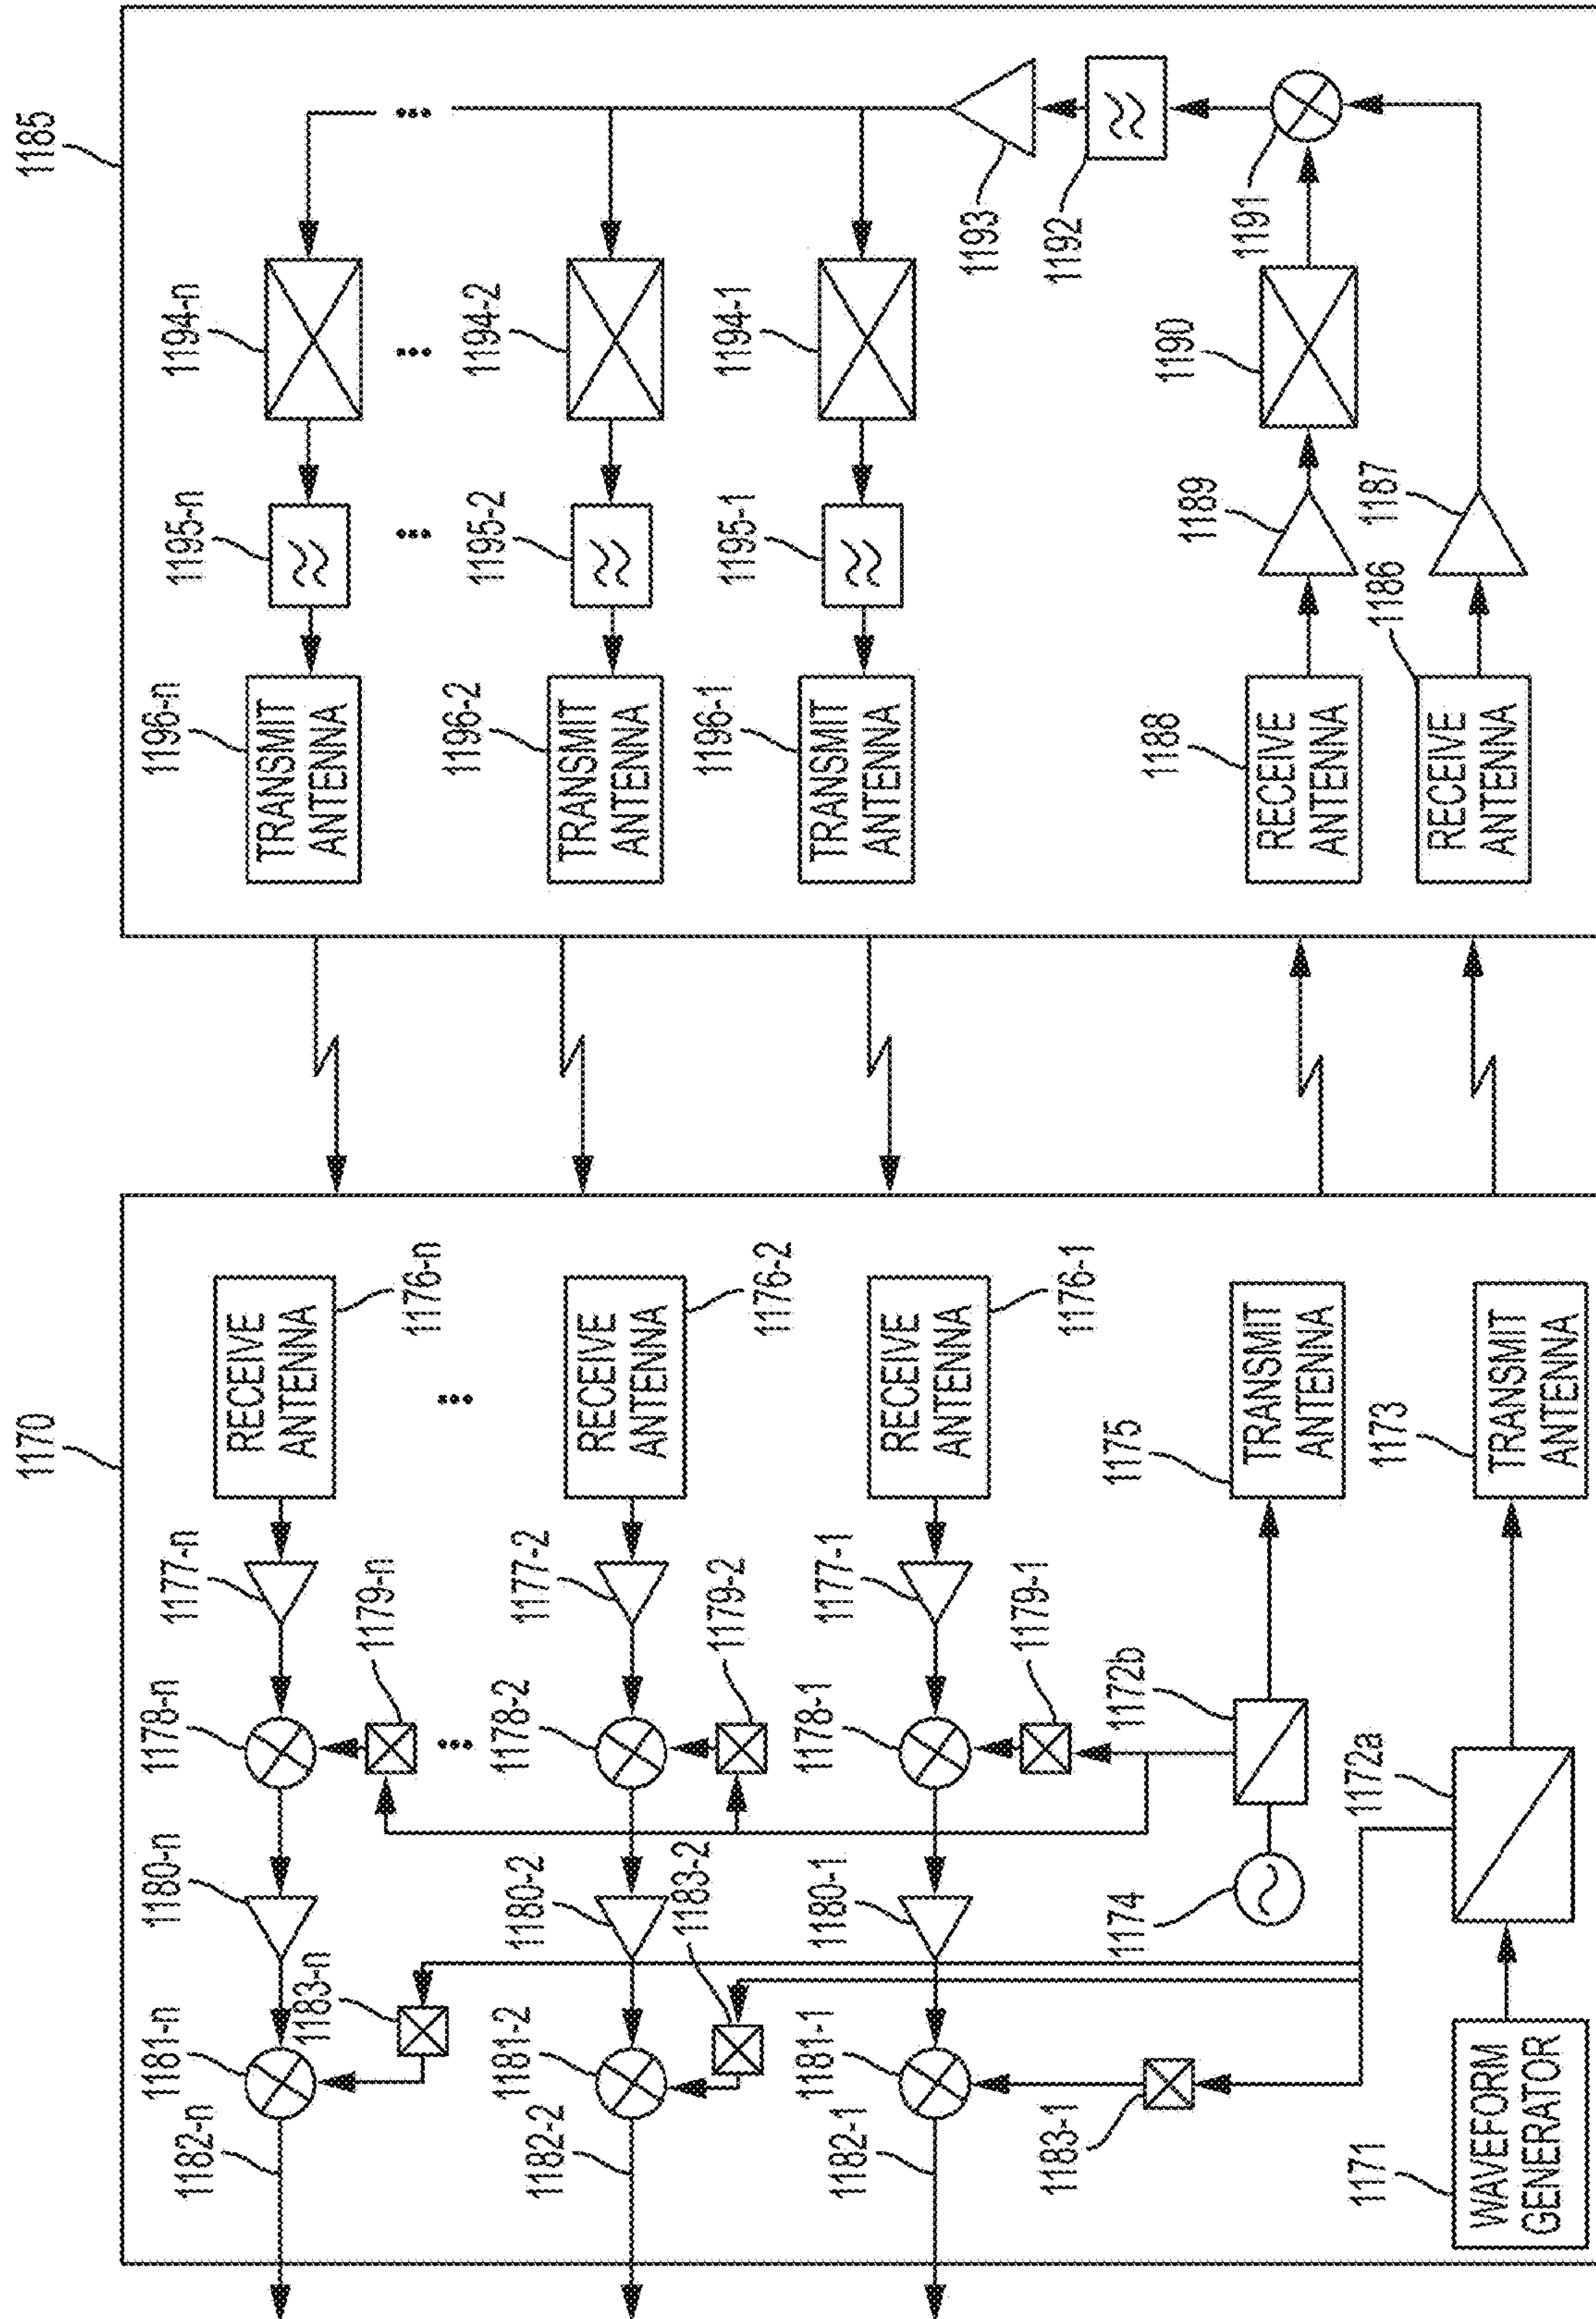 1170
1182-n
1181-n
1180-n
1178-n
1177-n
1183-n
1179-n
RECEIVE
ANTENNA
1176-n
...
...
1182-2
1181-2
1180-2
1178-2
1177-2
1183-2
1179-2
RECEIVE
ANTENNA
1176-2
1182-1
1181-1
1180-1
1178-1
1177-1
1183-1
1179-1
RECEIVE
ANTENNA
1176-1
1174
1172b
1175
TRANSMIT
ANTENNA
1171
WAVEFORM
GENERATOR
1172a
1173
TRANSMIT
ANTENNA
1185
1196-n
TRANSMIT
ANTENNA
1195-n
1194-n
...
...
...
1196-2
TRANSMIT
ANTENNA
1195-2
1194-2
1196-1
TRANSMIT
ANTENNA
1195-1
1194-1
1193
1192
1188
RECEIVE
ANTENNA
1189
1190
1191
1186
RECEIVE
ANTENNA
1187